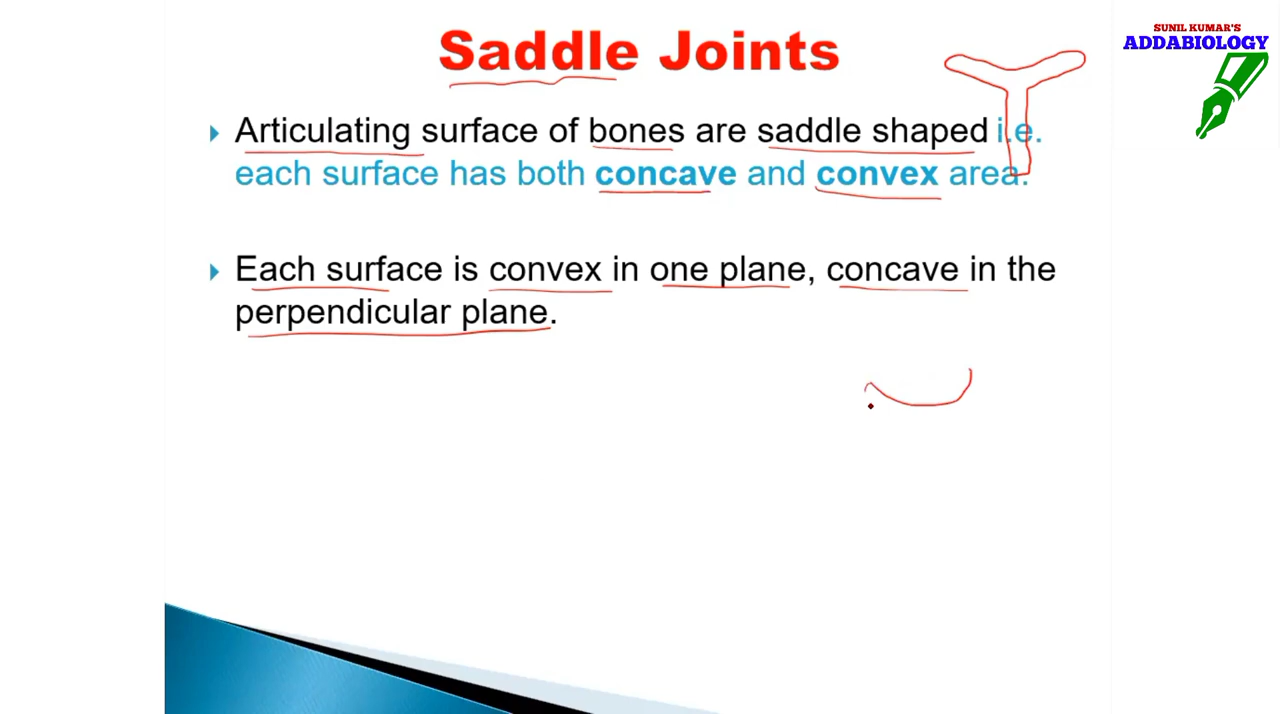 Saddle Joints
SUNIL KUMAR'S
ADDABIOLOGY
Articulating surface of bones are saddle shaped i.e.
each surface has both concave and convex area.
Each surface is convex in one plane, concave in the
perpendicular plane.